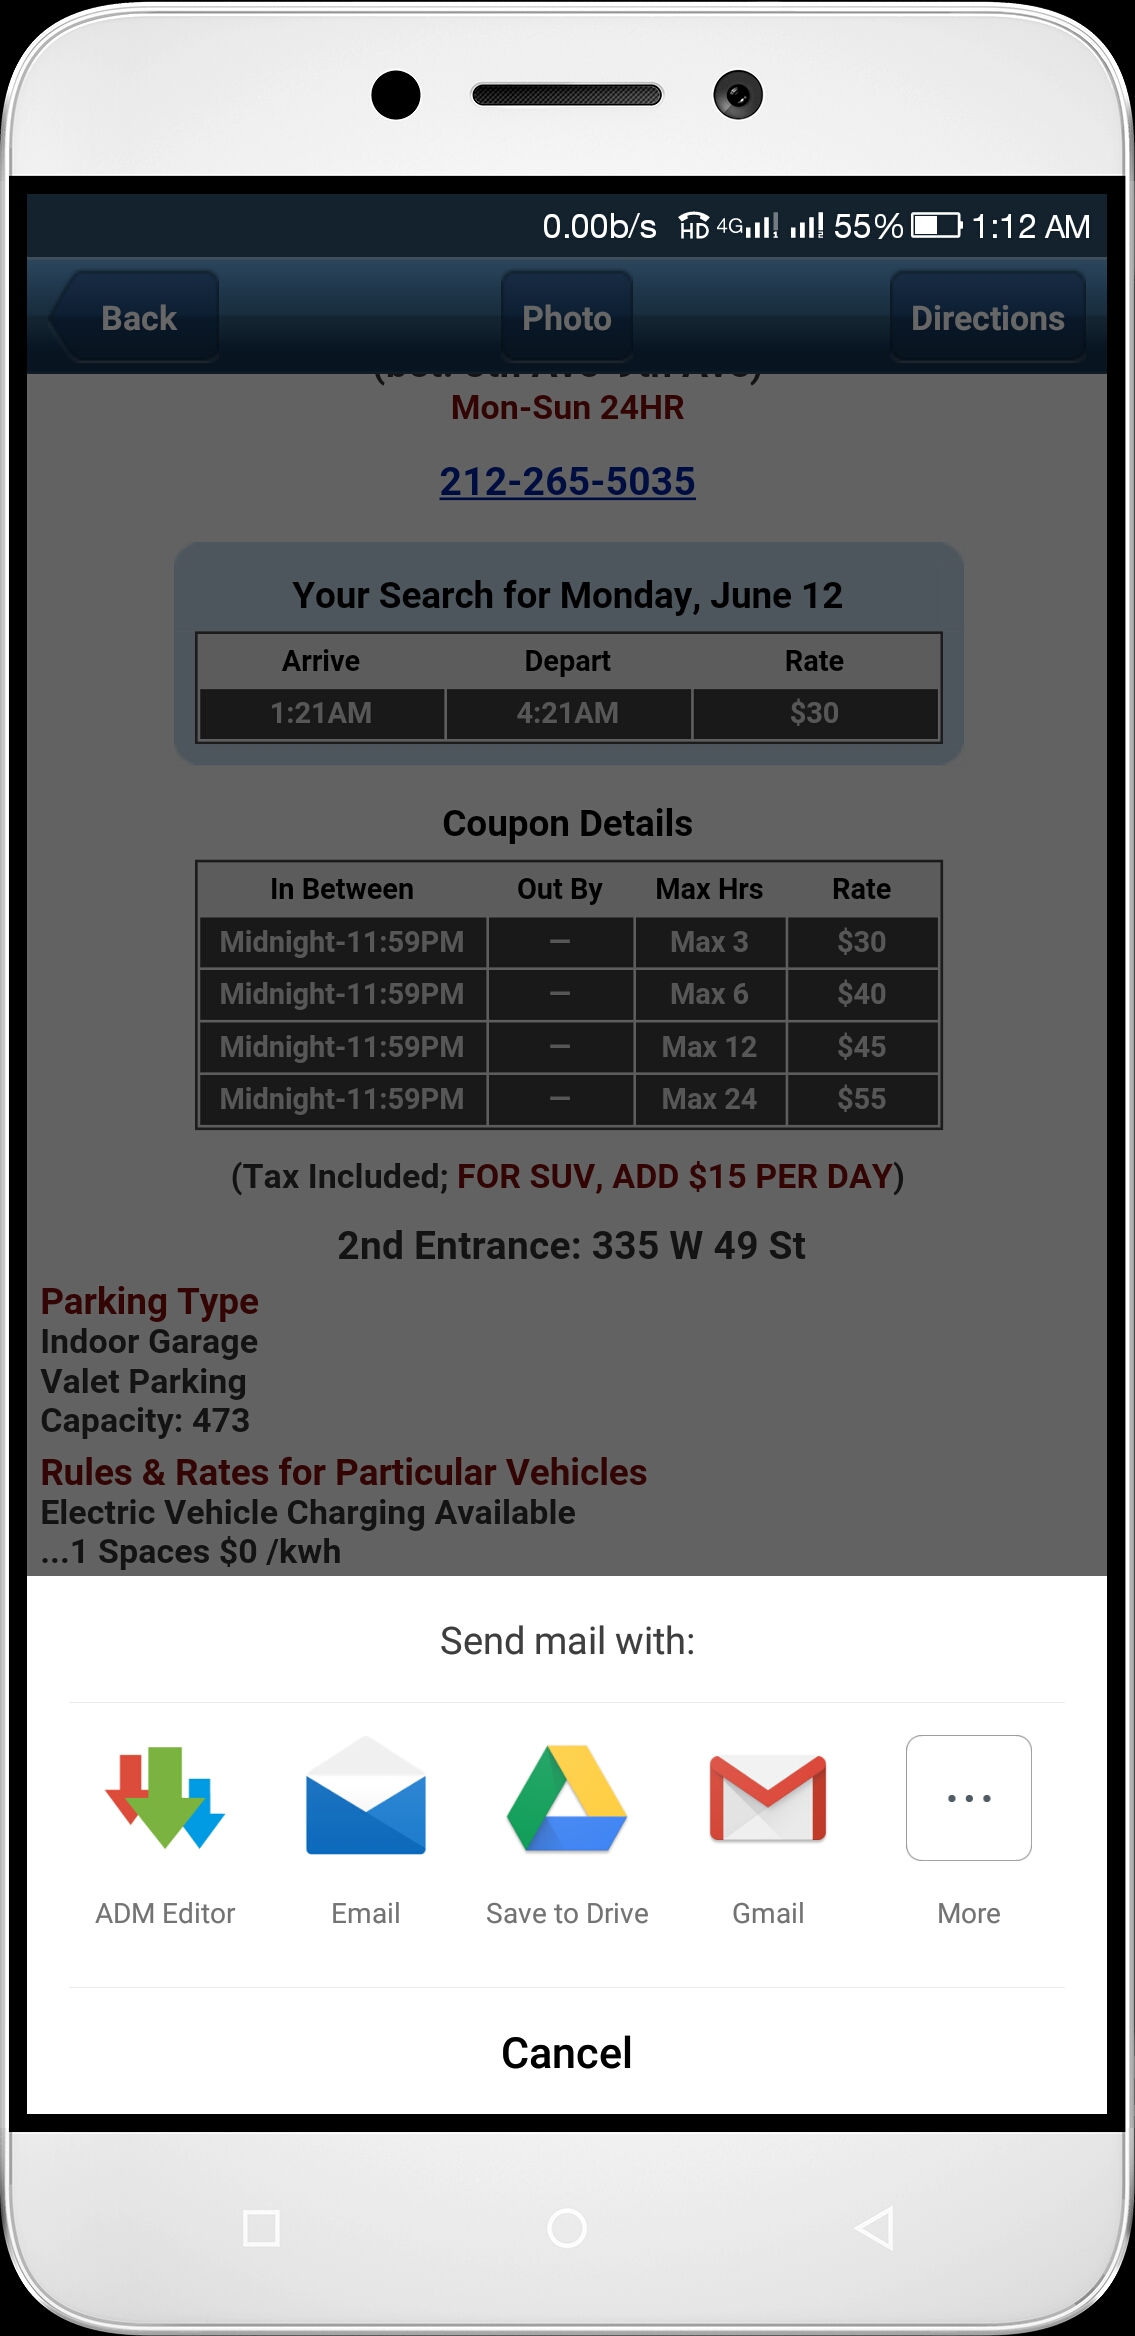 0.00b/s HD 4G 55% 1:12 AM
Back Photo Directions
Mon-Sun 24HR
212-265-5035
Your Search for Monday, June 12
Arrive Depart Rate
1:21AM 4:21AM $30
Coupon Details
In Between Out By Max Hrs Rate
Midnight-11:59PM — Max 3 $30
Midnight-11:59PM — Max 6 $40
Midnight-11:59PM — Max 12 $45
Midnight-11:59PM — Max 24 $55
(Tax Included; FOR SUV, ADD $15 PER DAY)
2nd Entrance: 335 W 49 St
Parking Type
Indoor Garage
Valet Parking
Capacity: 473
Rules & Rates for Particular Vehicles
Electric Vehicle Charging Available
...1 Spaces $0 /kwh
Send mail with:
ADM Editor Email Save to Drive Gmail More
Cancel